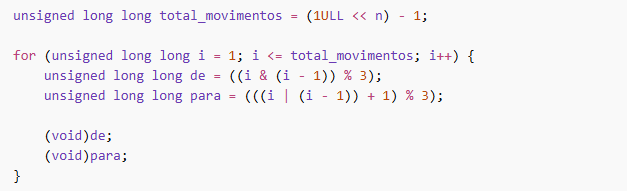 unsigned long long total_movimentos = (1ULL << n) - 1;
for (unsigned long long i = 1; i <= total_movimentos; i++) {
    unsigned long long de = ((i & (i - 1)) % 3);
    unsigned long long para = (((i | (i - 1)) + 1) % 3);
    (void)de;
    (void)para;
}